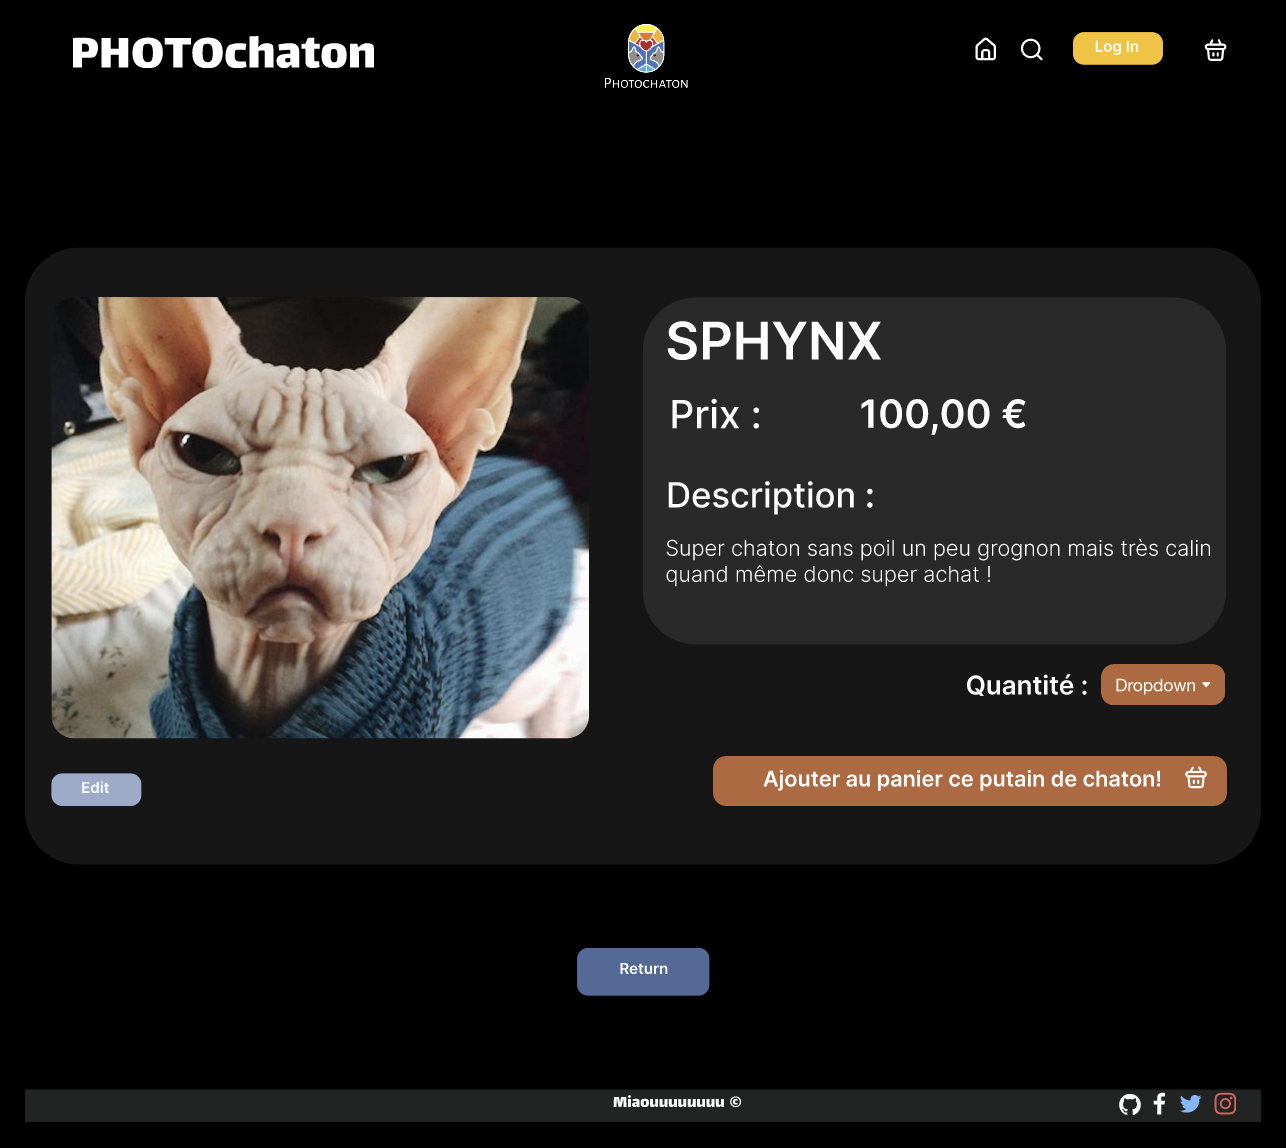 PHOTOchaton
PHOTOCHATON
Log In
SPHYNX
Prix : 100,00 €
Description :
Super chaton sans poil un peu grognon mais très calin
quand même donc super achat !
Quantité : Dropdown
Edit
Ajouter au panier ce putain de chaton!
Return
Miaouuuuuuuu ©